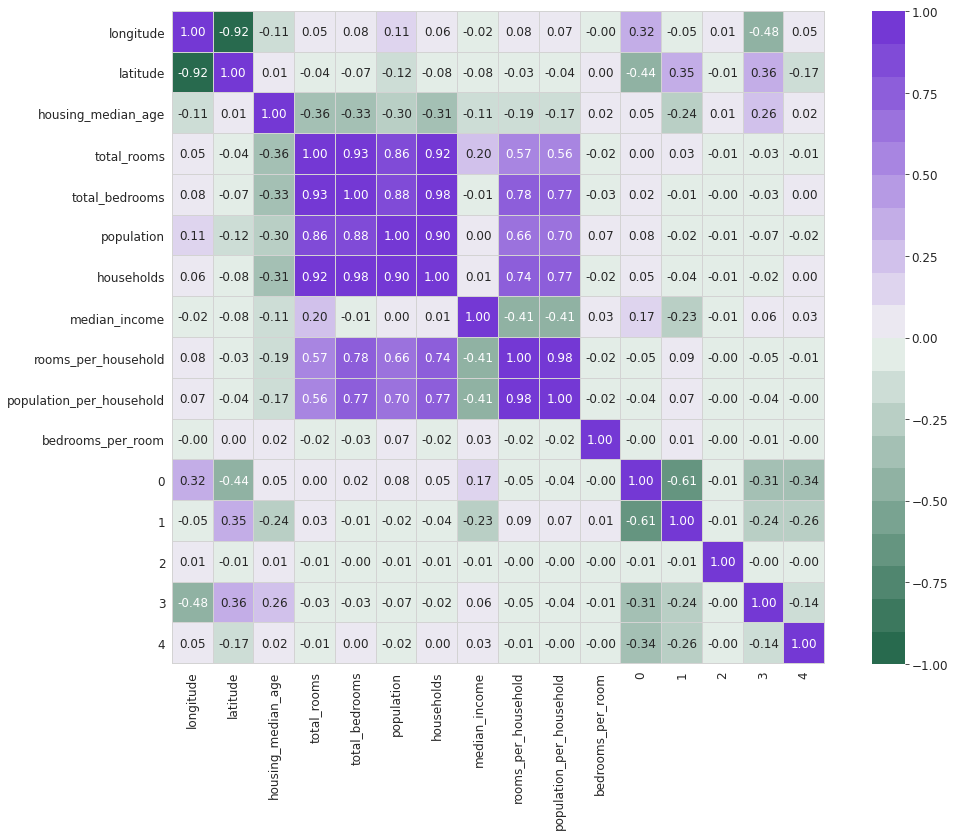 longitude 1.00 -0.92 -0.11 0.05 0.08 0.11 0.06 -0.02 0.08 0.07 -0.00 0.32 -0.05 0.01 -0.48 0.05
latitude -0.92 1.00 0.01 -0.04 -0.07 -0.12 -0.08 -0.08 -0.03 -0.04 0.00 -0.44 0.35 -0.01 0.36 -0.17
housing_median_age -0.11 0.01 1.00 -0.36 -0.33 -0.30 -0.31 -0.11 -0.19 -0.17 0.02 0.05 -0.24 0.01 0.26 0.02
total_rooms 0.05 -0.04 -0.36 1.00 0.93 0.86 0.92 0.20 0.57 0.56 -0.02 0.00 0.03 -0.01 -0.03 -0.01
total_bedrooms 0.08 -0.07 -0.33 0.93 1.00 0.88 0.98 -0.01 0.78 0.77 -0.03 0.02 -0.01 -0.00 -0.03 0.00
population 0.11 -0.12 -0.30 0.86 0.88 1.00 0.90 0.00 0.66 0.70 0.07 0.08 -0.02 -0.01 -0.07 -0.02
households 0.06 -0.08 -0.31 0.92 0.98 0.90 1.00 0.01 0.74 0.77 -0.02 0.05 -0.04 -0.01 -0.02 0.00
median_income -0.02 -0.08 -0.11 0.20 -0.01 0.00 0.01 1.00 -0.41 -0.41 0.03 0.17 -0.23 -0.01 0.06 0.03
rooms_per_household 0.08 -0.03 -0.19 0.57 0.78 0.66 0.74 -0.41 1.00 0.98 -0.02 -0.05 0.09 -0.00 -0.05 -0.01
population_per_household 0.07 -0.04 -0.17 0.56 0.77 0.70 0.77 -0.41 0.98 1.00 -0.02 -0.04 0.07 -0.00 -0.04 -0.00
bedrooms_per_room -0.00 0.00 0.02 -0.02 -0.03 0.07 -0.02 0.03 -0.02 -0.02 1.00 -0.00 0.01 -0.00 -0.01 -0.00
0 0.32 -0.44 0.05 0.00 0.02 0.08 0.05 0.17 -0.05 -0.04 -0.00 1.00 -0.61 -0.01 -0.31 -0.34
1 -0.05 0.35 -0.24 0.03 -0.01 -0.02 -0.04 -0.23 0.09 0.07 0.01 -0.61 1.00 -0.01 -0.24 -0.26
2 0.01 -0.01 0.01 -0.01 -0.00 -0.01 -0.01 -0.01 -0.00 -0.00 -0.00 -0.01 -0.01 1.00 -0.00 -0.00
3 -0.48 0.36 0.26 -0.03 -0.03 -0.07 -0.02 0.06 -0.05 -0.04 -0.01 -0.31 -0.24 -0.00 1.00 -0.14
4 0.05 -0.17 0.02 -0.01 0.00 -0.02 0.00 0.03 -0.01 -0.00 -0.00 -0.34 -0.26 -0.00 -0.14 1.00
longitude
latitude
housing_median_age
total_rooms
total_bedrooms
population
households
median_income
rooms_per_household
population_per_household
bedrooms_per_room
0
1
2
3
4
1.00
0.75
0.50
0.25
0.00
−0.25
−0.50
−0.75
−1.00